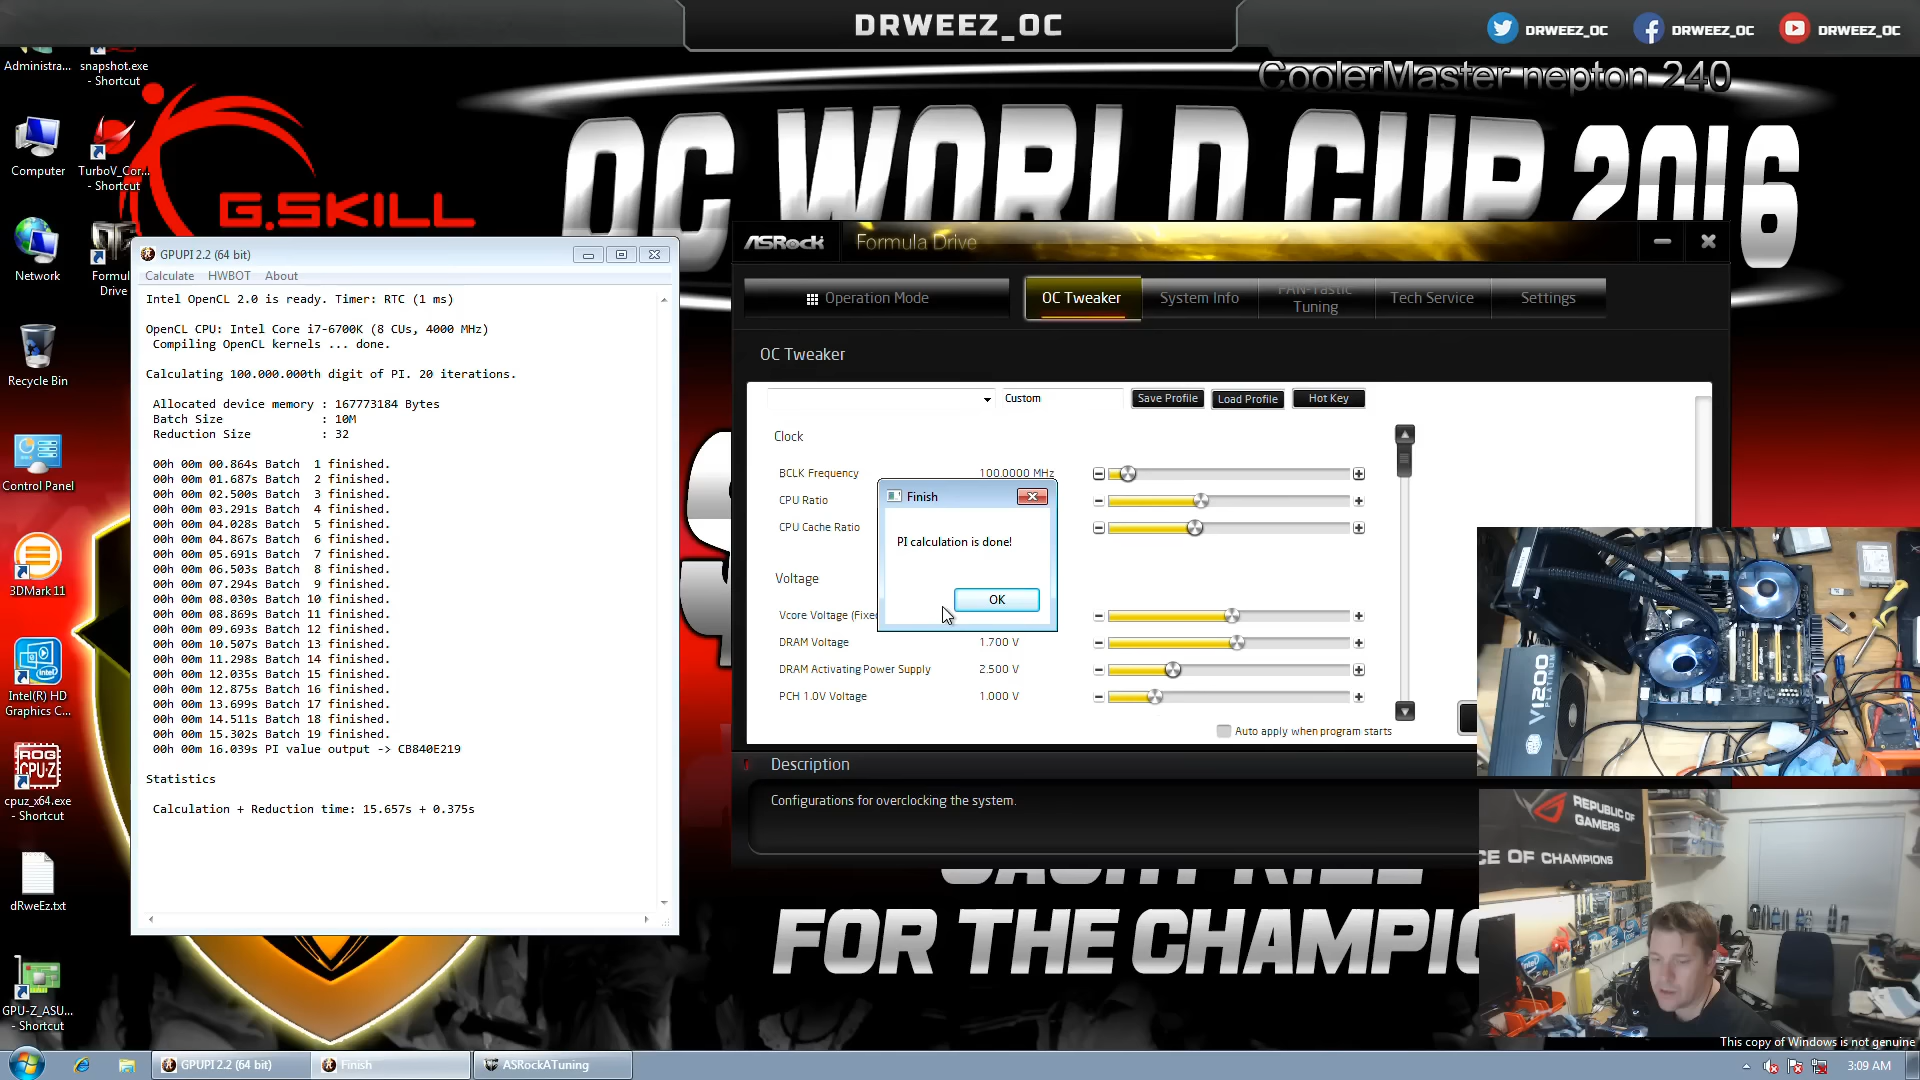 DRWEEZ_OC
DRWEEZ_OC
DRWEEZ_OC
DRWEEZ_OC
CoolerMaster nepton 240
OC WORLD CUP 2016
G.SKILL
Administra...
snapshot.exe
- Shortcut
Computer
TurboV_Cor...
- Shortcut
Network
Formul
Drive
Recycle Bin
Control Panel
3DMark 11
Intel(R) HD
Graphics C...
ROG
CPU-Z
cpuz_x64.exe
- Shortcut
dRweEz.txt
GPU-Z_ASU...
- Shortcut
GPUPI 2.2 (64 bit)
Calculate HWBOT About
Intel OpenCL 2.0 is ready. Timer: RTC (1 ms)
OpenCL CPU: Intel Core i7-6700K (8 CUs, 4000 MHz)
Compiling OpenCL kernels ... done.
Calculating 100.000.000th digit of PI. 20 iterations.
Allocated device memory : 167773184 Bytes
Batch Size : 10M
Reduction Size : 32
00h 00m 00.864s Batch 1 finished.
00h 00m 01.687s Batch 2 finished.
00h 00m 02.500s Batch 3 finished.
00h 00m 03.291s Batch 4 finished.
00h 00m 04.028s Batch 5 finished.
00h 00m 04.867s Batch 6 finished.
00h 00m 05.691s Batch 7 finished.
00h 00m 06.503s Batch 8 finished.
00h 00m 07.294s Batch 9 finished.
00h 00m 08.030s Batch 10 finished.
00h 00m 08.869s Batch 11 finished.
00h 00m 09.693s Batch 12 finished.
00h 00m 10.507s Batch 13 finished.
00h 00m 11.298s Batch 14 finished.
00h 00m 12.035s Batch 15 finished.
00h 00m 12.875s Batch 16 finished.
00h 00m 13.699s Batch 17 finished.
00h 00m 14.511s Batch 18 finished.
00h 00m 15.302s Batch 19 finished.
00h 00m 16.039s PI value output -> CB840E219
Statistics
Calculation + Reduction time: 15.657s + 0.375s
ASRock Formula Drive
Operation Mode
OC Tweaker
System Info
FAN-Tastic
Tuning
Tech Service
Settings
OC Tweaker
Custom
Save Profile
Load Profile
Hot Key
Clock
BCLK Frequency 100.0000 MHz
CPU Ratio
CPU Cache Ratio
Voltage
Vcore Voltage (Fixed
DRAM Voltage 1.700 V
DRAM Activating Power Supply 2.500 V
PCH 1.0V Voltage 1.000 V
Auto apply when program starts
Description
Configurations for overclocking the system.
Finish
PI calculation is done!
OK
V1200
PLATINUM
REPUBLIC OF
GAMERS
CE OF CHAMPIONS
CASH PRIZE
FOR THE CHAMPIO
This copy of Windows is not genuine
GPUPI 2.2 (64 bit)
Finish
ASRockATuning
3:09 AM